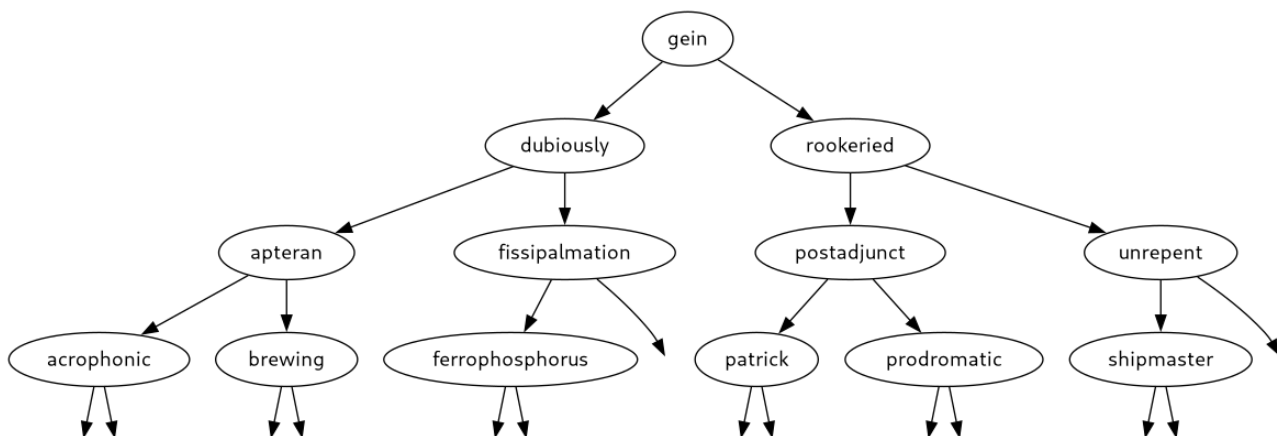 gein
dubiously rookeried
apteran fissipalmation postadjunct unrepent
acrophonic brewing ferrophosphorus patrick prodromatic shipmaster